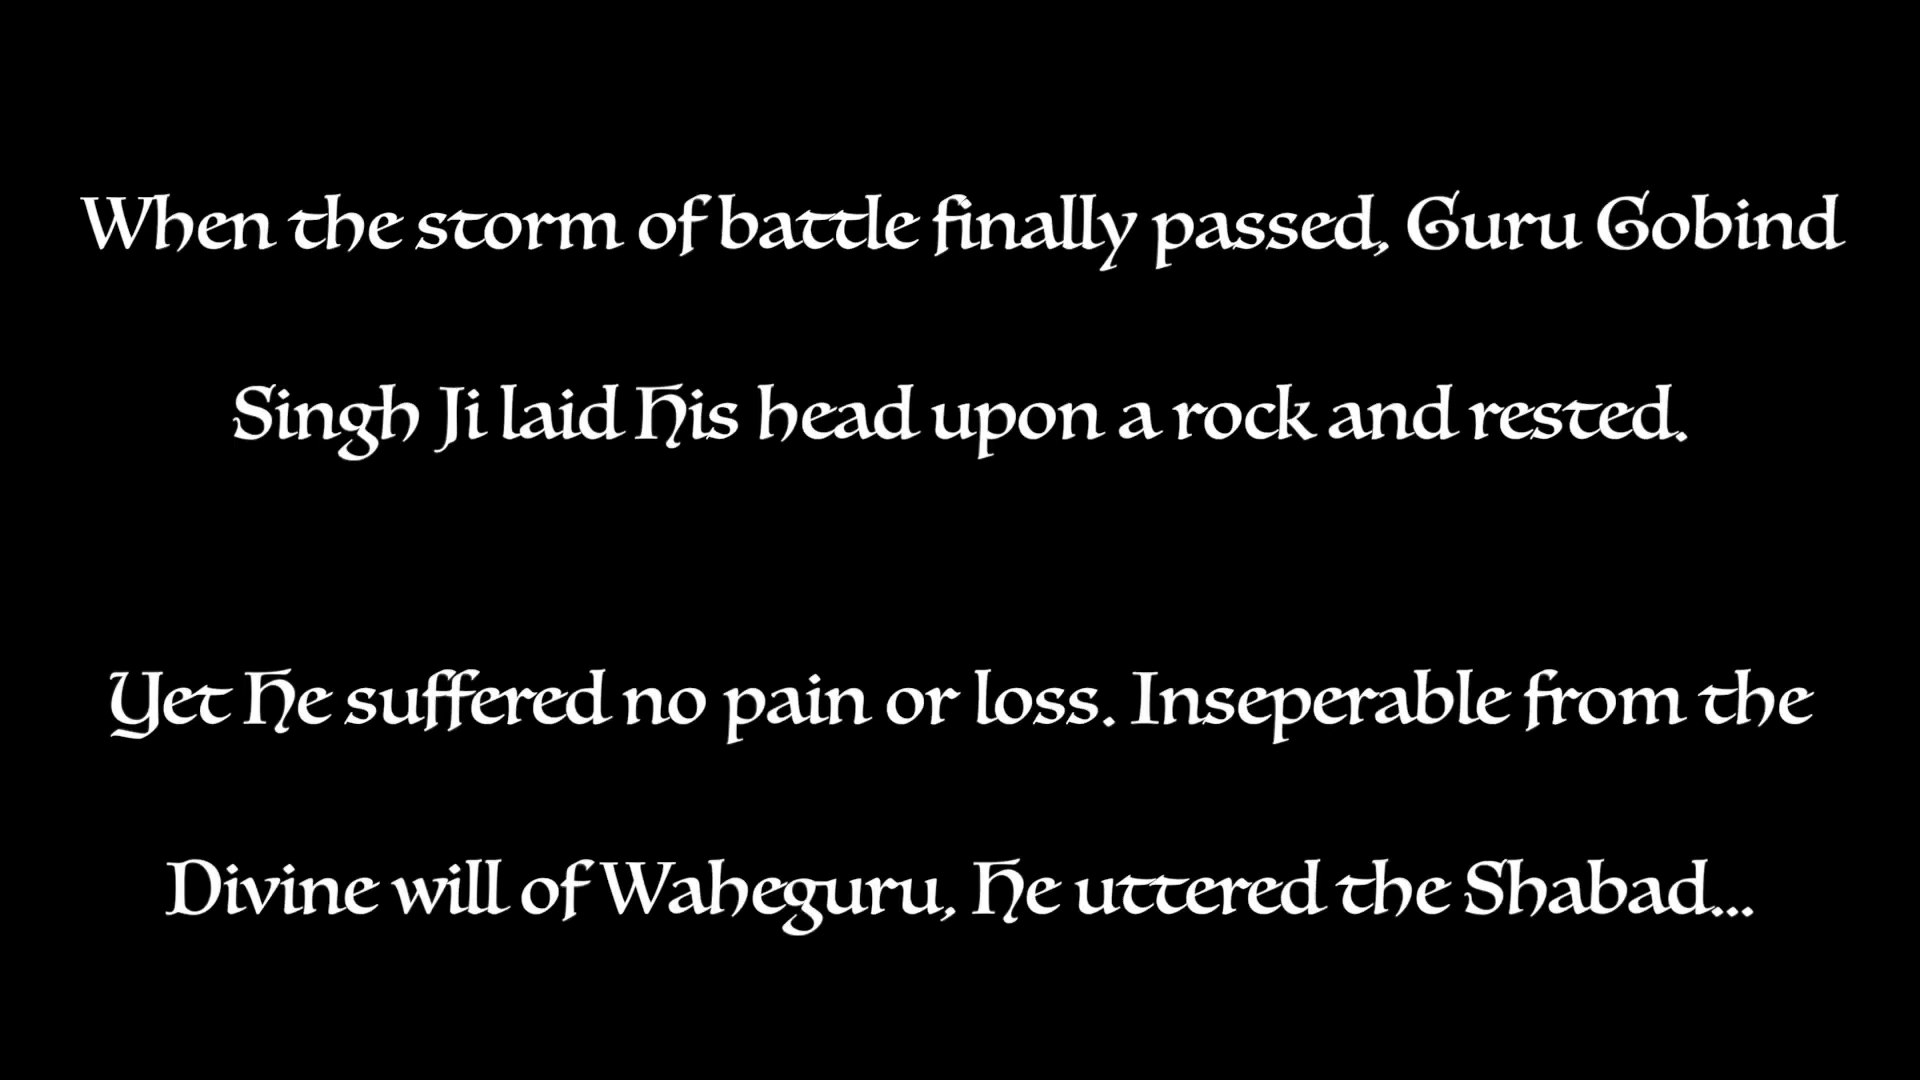 When the storm of battle finally passed, Guru Gobind
Singh Ji laid His head upon a rock and rested.
Yet He suffered no pain or loss. Inseperable from the
Divine will of Waheguru, He uttered the Shabad...